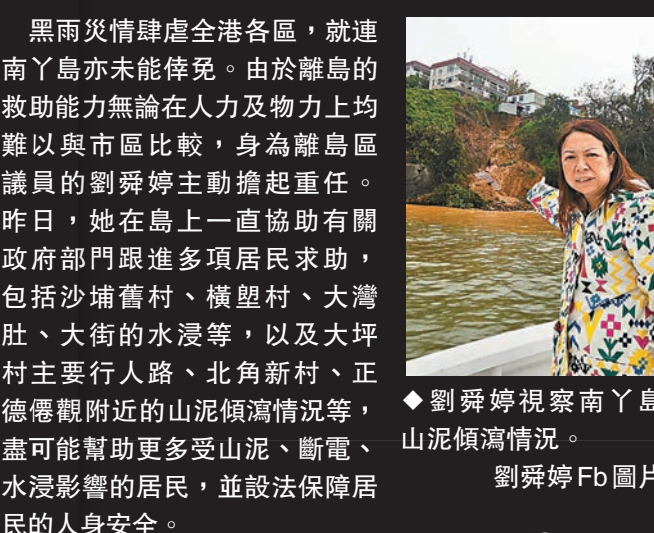 黑雨災情肆虐全港各區,就連
南丫島亦未能倖免。由於離島的
救助能力無論在人力及物力上均
難以與市區比較,身為離島區
議員的劉舜婷主動擔起重任。
昨日,她在島上一直協助有關
政府部門跟進多項居民求助,
包括沙埔舊村、橫塱村、大灣
肚、大街的水浸等,以及大坪
村主要行人路、北角新村、正
德僊觀附近的山泥傾瀉情況等,
盡可能幫助更多受山泥、斷電、
水浸影響的居民,並設法保障居
民的人身安全。
◆劉舜婷視察南丫島
山泥傾瀉情況。
劉舜婷Fb圖片